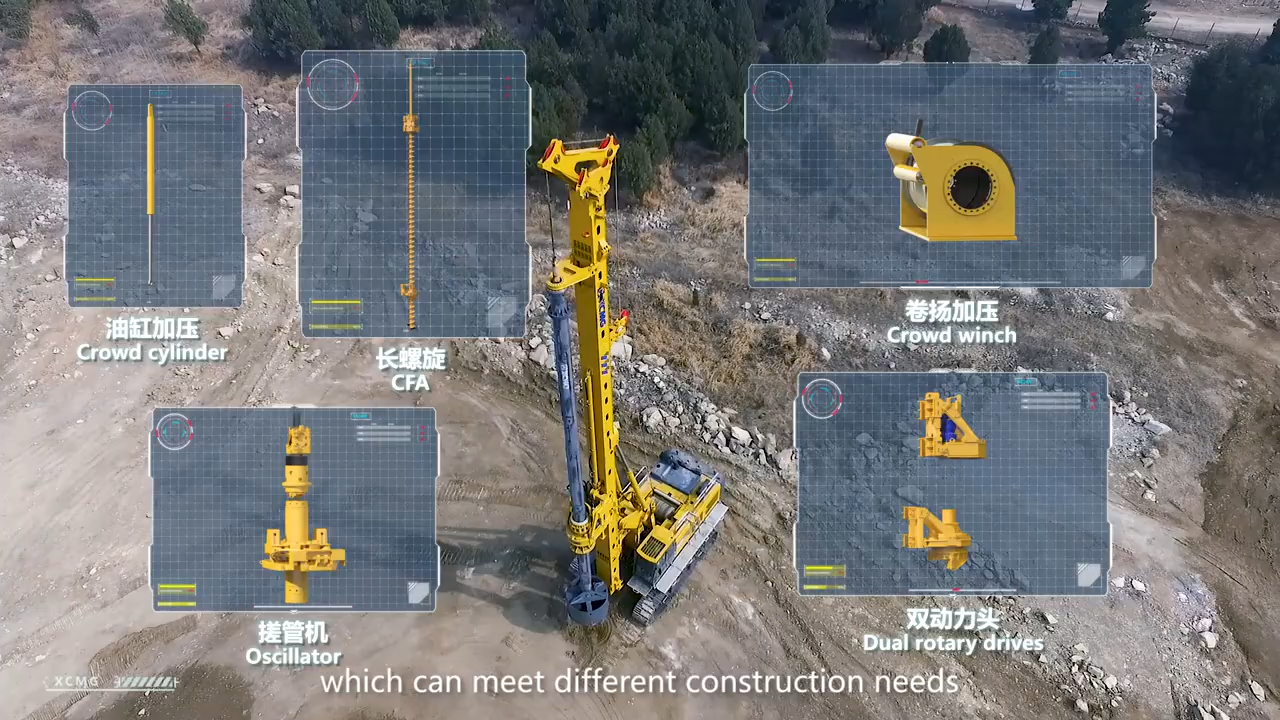 油缸加压
Crowd cylinder
长螺旋
CFA
卷扬加压
Crowd winch
搓管机
Oscillator
双动力头
Dual rotary drives
XCMG
which can meet different construction needs